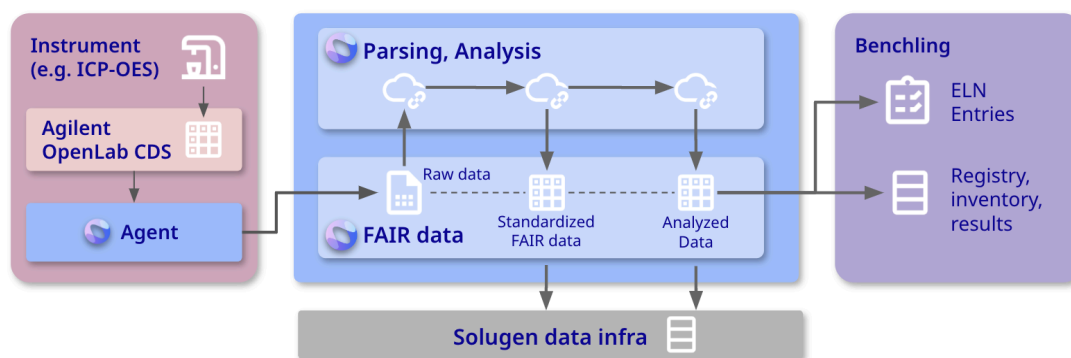 Instrument
(e.g. ICP-OES)
Agilent
OpenLab CDS
Agent
Parsing, Analysis
Raw data
FAIR data
Standardized
FAIR data
Analyzed
Data
Solugen data infra
Benchling
ELN
Entries
Registry,
inventory,
results